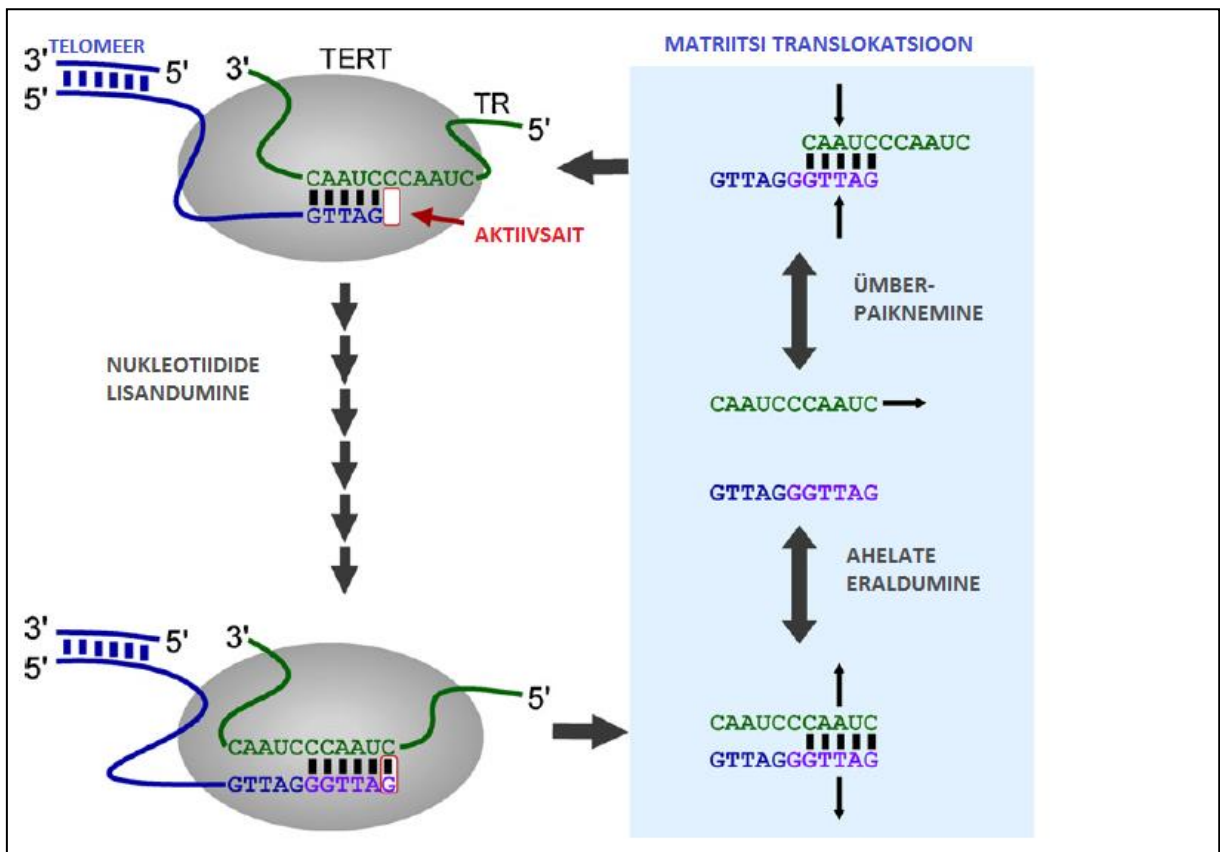 TELOMEER
3' 5'
5'
3'
TERT
TR
5'
CAAUCCCAAUC
GTTAG
AKTIIVSAIT
NUKLEOTIIDIDE
LISANDUMINE
3' 5'
5'
3'
5'
CAAUCCCAAUC
GTTAGGGTTAG
MATRIITSI TRANSLOKATSIOON
CAAUCCCAAUC
GTTAGGGTTAG
ÜMBER-
PAIKNEMINE
CAAUCCCAAUC
GTTAGGGTTAG
AHELATE
ERALDUMINE
CAAUCCCAAUC
GTTAGGGTTAG